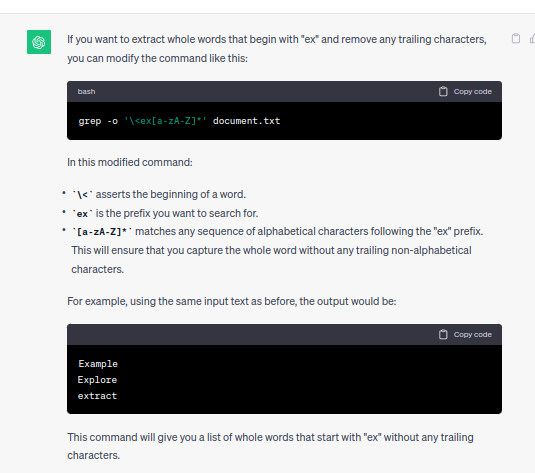 If you want to extract whole words that begin with "ex" and remove any trailing characters,
you can modify the command like this:
bash
Copy code
grep -o '\<ex[a-zA-Z]*' document.txt
In this modified command:
• `\<` asserts the beginning of a word.
• `ex` is the prefix you want to search for.
• `[a-zA-Z]*` matches any sequence of alphabetical characters following the "ex" prefix.
This will ensure that you capture the whole word without any trailing non-alphabetical
characters.
For example, using the same input text as before, the output would be:
Copy code
Example
Explore
extract
This command will give you a list of whole words that start with "ex" without any trailing
characters.